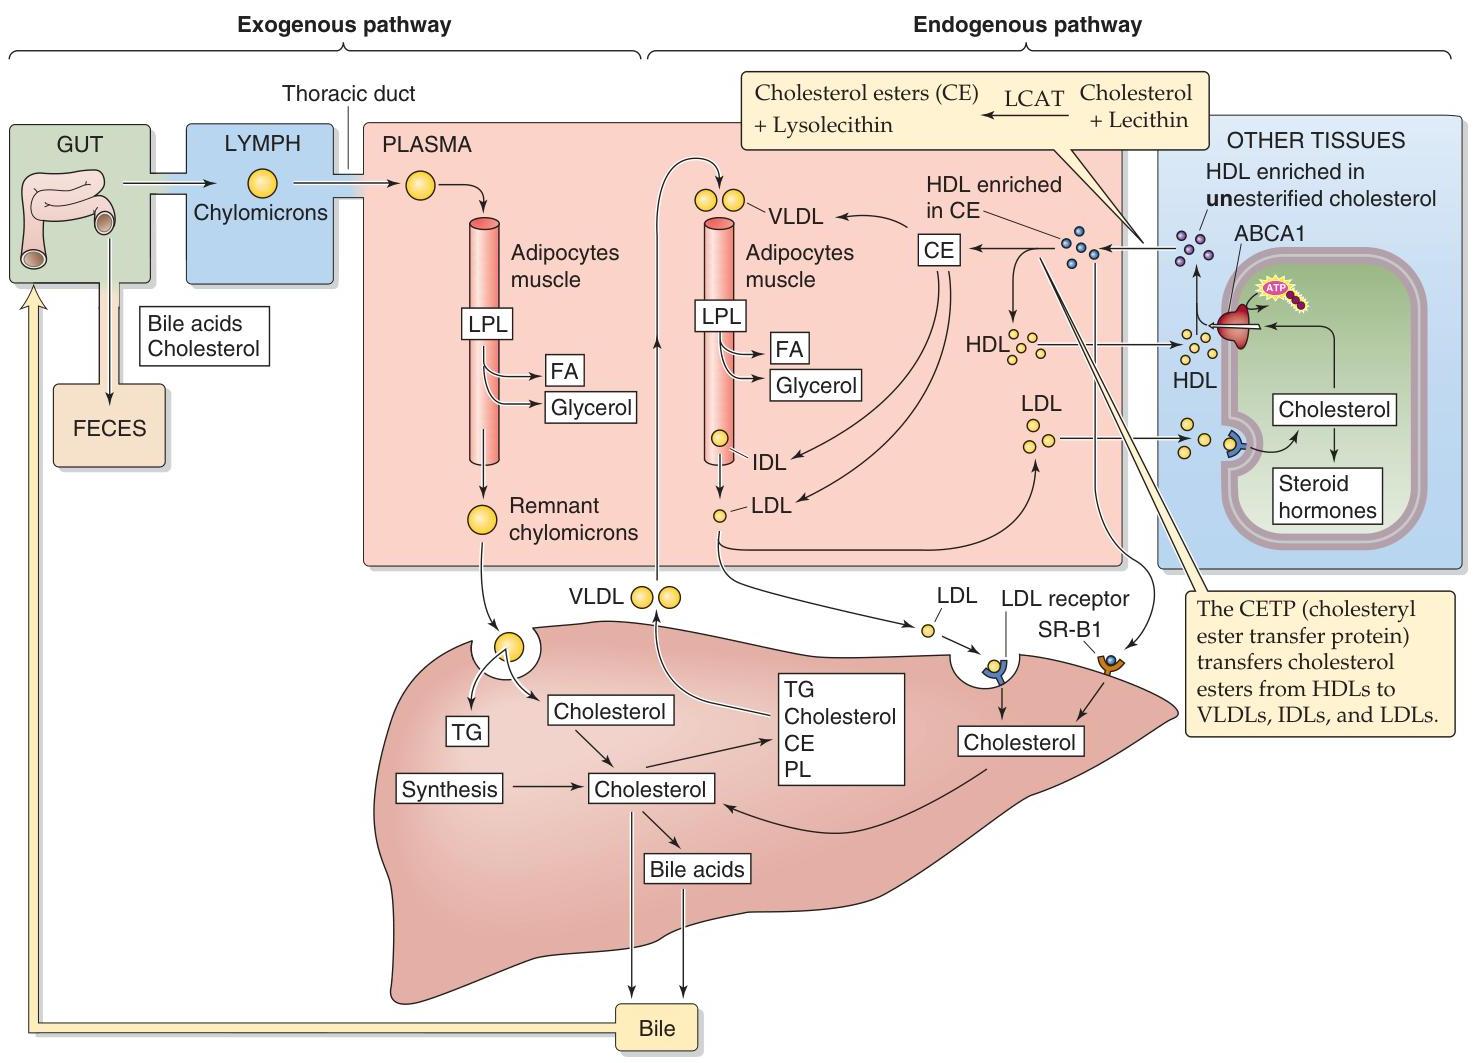 Exogenous pathway
Endogenous pathway
Thoracic duct
Cholesterol esters (CE)
+ Lysolecithin
LCAT
Cholesterol
+ Lecithin
GUT
LYMPH
Chylomicrons
PLASMA
OTHER TISSUES
HDL enriched in
unesterified cholesterol
ABCA1
ATP
HDL enriched
in CE
VLDL
CE
Adipocytes
muscle
Adipocytes
muscle
LPL
LPL
FA
Glycerol
FA
Glycerol
HDL
HDL
LDL
Cholesterol
Steroid
hormones
Bile acids
Cholesterol
FECES
IDL
LDL
Remnant
chylomicrons
VLDL
LDL
LDL receptor
SR-B1
The CETP (cholesteryl
ester transfer protein)
transfers cholesterol
esters from HDLs to
VLDLs, IDLs, and LDLs.
TG
Cholesterol
TG
Cholesterol
CE
PL
Cholesterol
Synthesis
Cholesterol
Bile acids
Bile